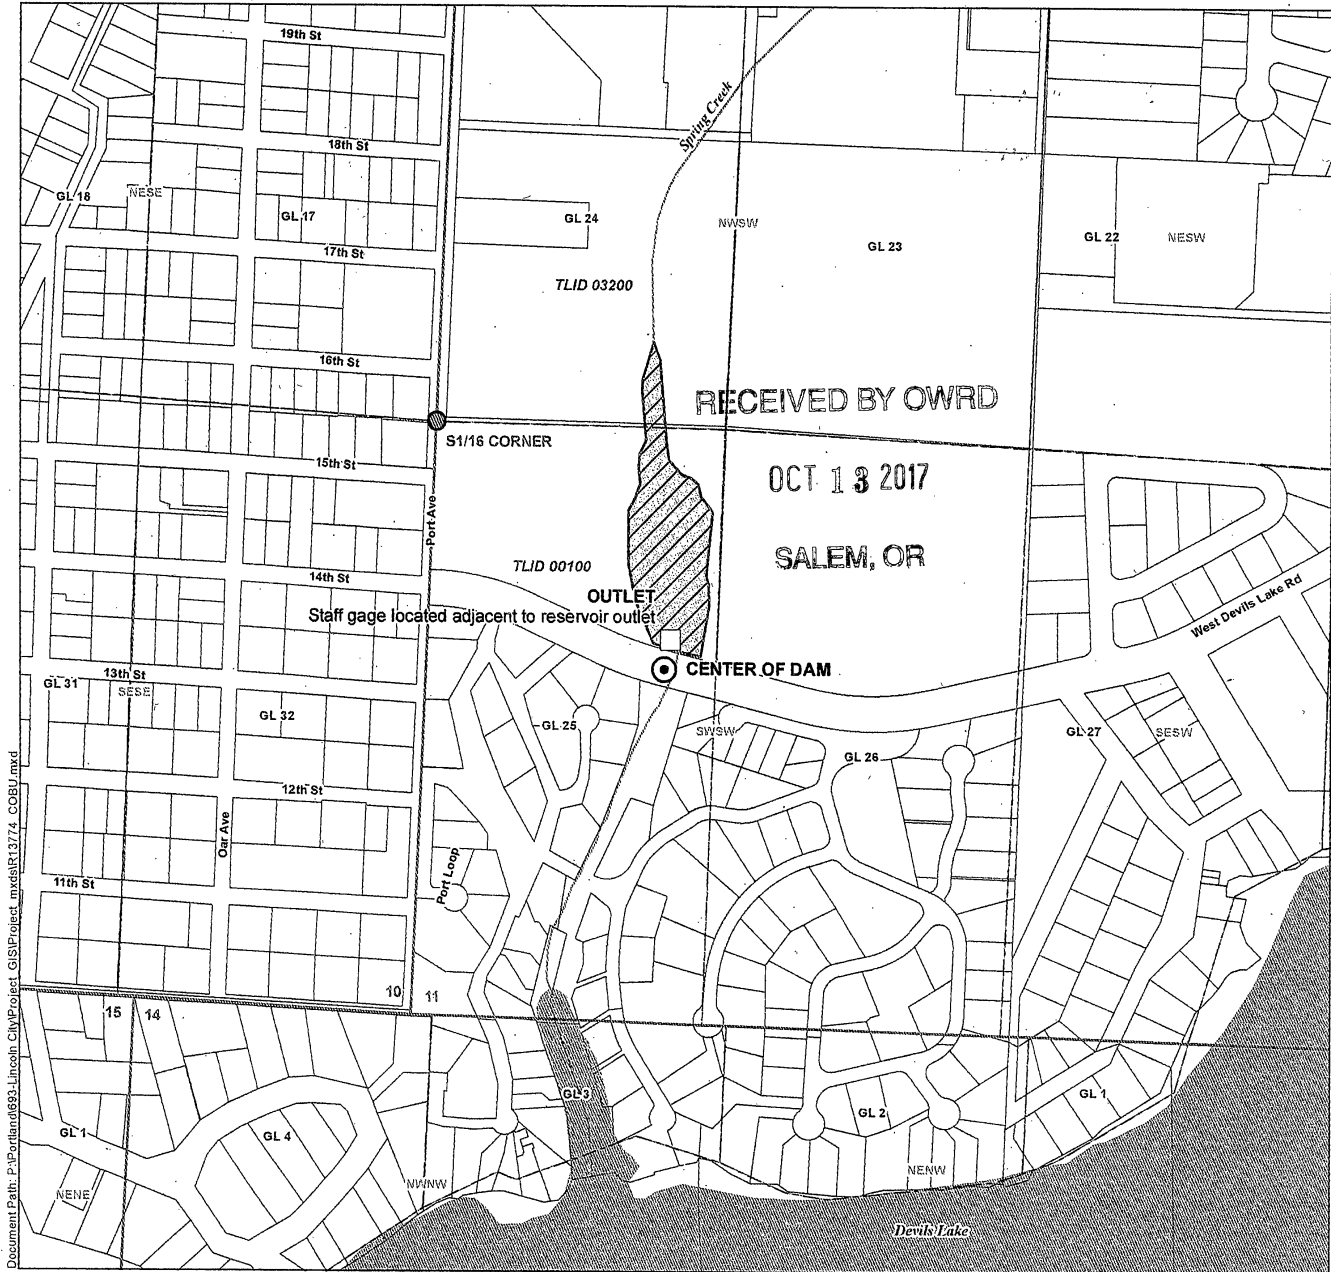 19th St
Spring Creek
18th St
GL 18
NESE
GL 17
GL 24
NWSW
GL 23
GL 22
NESW
17th St
TLID 03200
16th St
RECEIVED BY OWRD
S1/16 CORNER
15th St
OCT 13 2017
Port Ave
SALEM, OR
TLID 00100
14th St
OUTLET
Staff gage located adjacent to reservoir outlet
West Devils Lake Rd
CENTER OF DAM
13th St
GL 31
SESE
GL 32
GL 25
SWSW
GL 26
GL 27
SESW
12th St
Oar Ave
Port Loop
11th St
10
11
15
14
GL 3
GL 2
GL 1
GL 1
GL 4
NENE
NWNW
NENW
Devils Lake
Document Path: P:\Portland\693-Lincoln City\Project_GIS\Project_mxds\R13774_COBU.mxd